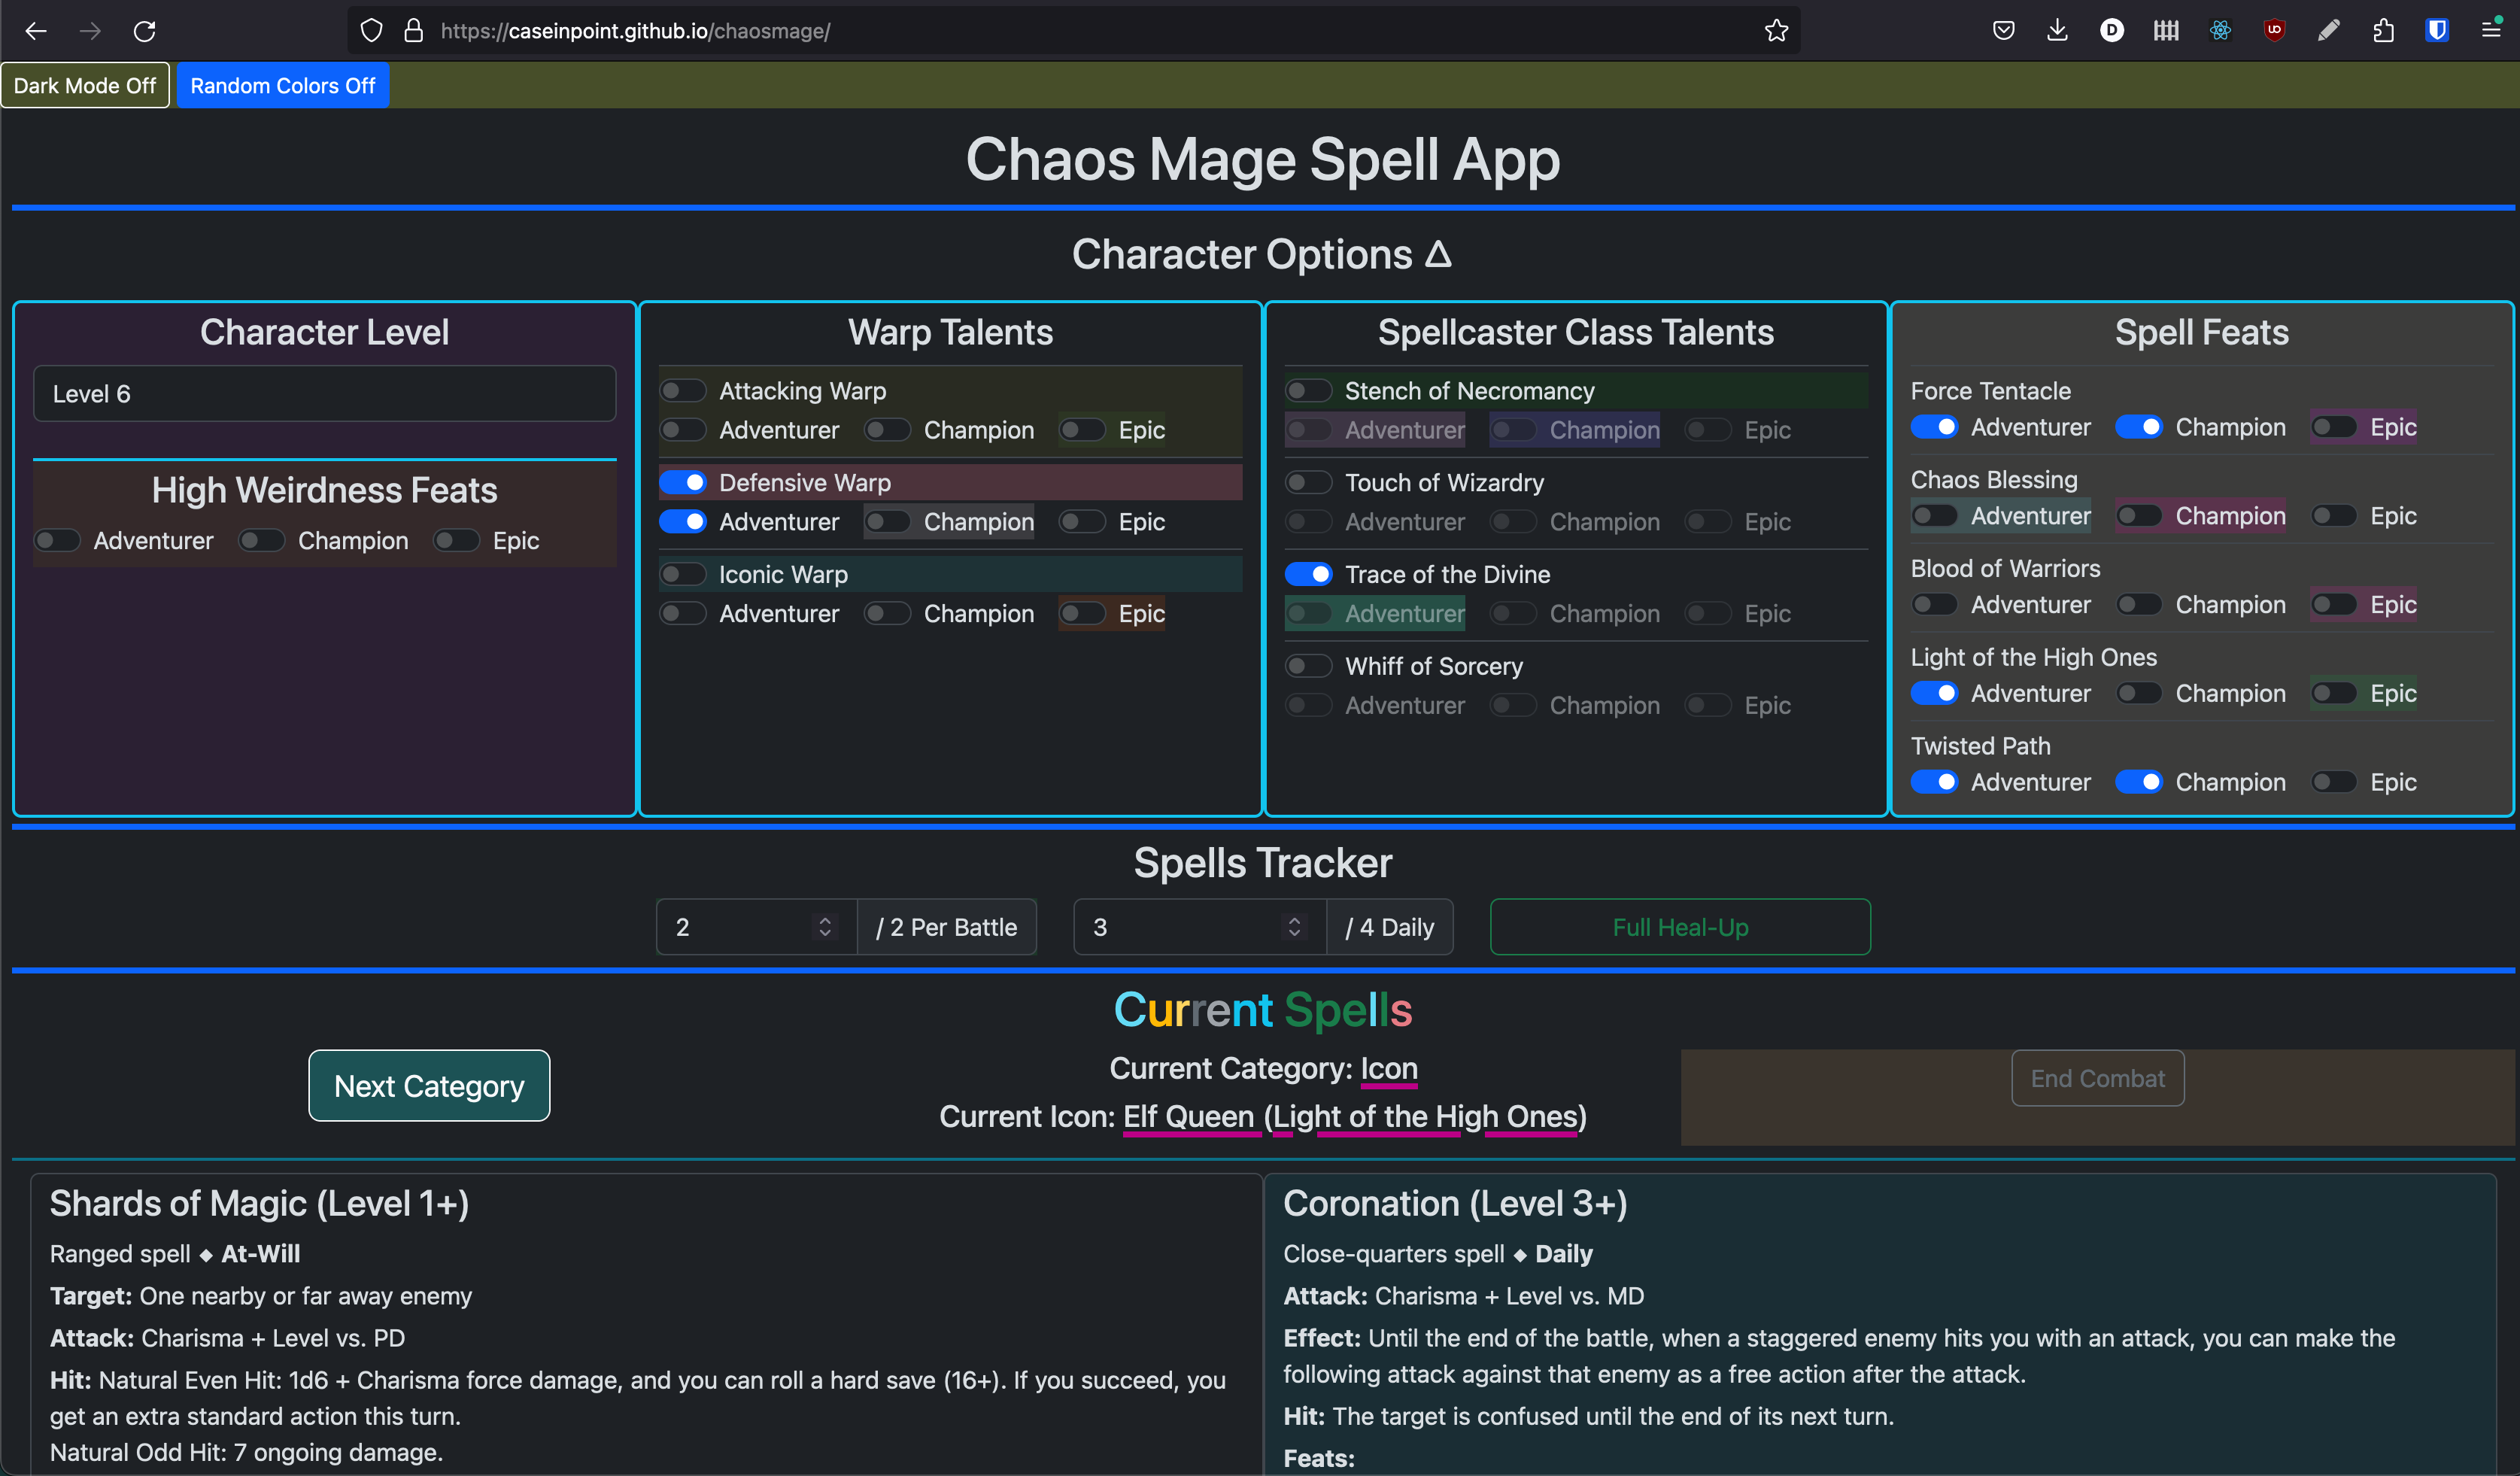 https://caseinpoint.github.io/chaosmage/
Dark Mode Off
Random Colors Off
Chaos Mage Spell App
Character Options Δ
Character Level
Level 6
High Weirdness Feats
Adventurer Champion Epic
Warp Talents
Attacking Warp
Adventurer Champion Epic
Defensive Warp
Adventurer Champion Epic
Iconic Warp
Adventurer Champion Epic
Spellcaster Class Talents
Stench of Necromancy
Adventurer Champion Epic
Touch of Wizardry
Adventurer Champion Epic
Trace of the Divine
Adventurer Champion Epic
Whiff of Sorcery
Adventurer Champion Epic
Spell Feats
Force Tentacle
Adventurer Champion Epic
Chaos Blessing
Adventurer Champion Epic
Blood of Warriors
Adventurer Champion Epic
Light of the High Ones
Adventurer Champion Epic
Twisted Path
Adventurer Champion Epic
Spells Tracker
2 / 2 Per Battle
3 / 4 Daily
Full Heal-Up
Current Spells
Next Category
Current Category: Icon
Current Icon: Elf Queen (Light of the High Ones)
End Combat
Shards of Magic (Level 1+)
Ranged spell ◆ At-Will
Target: One nearby or far away enemy
Attack: Charisma + Level vs. PD
Hit: Natural Even Hit: 1d6 + Charisma force damage, and you can roll a hard save (16+). If you succeed, you
get an extra standard action this turn.
Natural Odd Hit: 7 ongoing damage.
Coronation (Level 3+)
Close-quarters spell ◆ Daily
Attack: Charisma + Level vs. MD
Effect: Until the end of the battle, when a staggered enemy hits you with an attack, you can make the
following attack against that enemy as a free action after the attack.
Hit: The target is confused until the end of its next turn.
Feats: